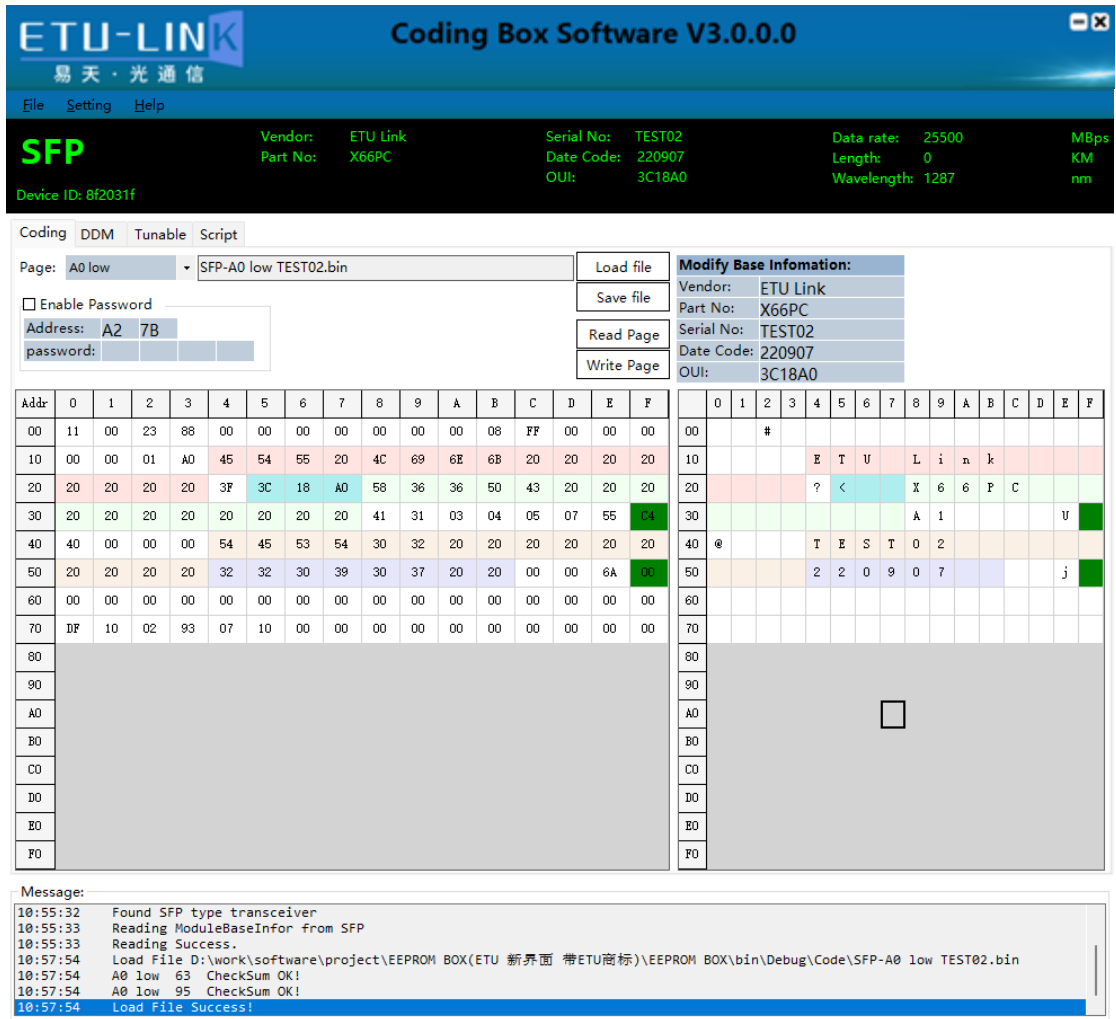 ETU-LINK
易天·光通信
Coding Box Software V3.0.0.0
File Setting Help
SFP
Device ID: 8f2031f
Vendor: ETU Link
Part No: X66PC
Serial No: TEST02
Date Code: 220907
OUI: 3C18A0
Data rate: 25500 MBps
Length: 0 KM
Wavelength: 1287 nm
Coding DDM Tunable Script
Page: A0 low SFP-A0 low TEST02.bin
Load file
Save file
Read Page
Write Page
Enable Password
Address: A2 7B
password:
Modify Base Infomation:
Vendor: ETU Link
Part No: X66PC
Serial No: TEST02
Date Code: 220907
OUI: 3C18A0
Addr 0 1 2 3 4 5 6 7 8 9 A B C D E F
00 11 00 23 88 00 00 00 00 00 00 00 08 FF 00 00 00
10 00 00 01 A0 45 54 55 20 4C 69 6E 6B 20 20 20 20
20 20 20 20 20 3F 3C 18 A0 58 36 36 50 43 20 20 20
30 20 20 20 20 20 20 20 20 41 31 03 04 05 07 55 C4
40 40 00 00 00 54 45 53 54 30 32 20 20 20 20 20 20
50 20 20 20 20 32 32 30 39 30 37 20 20 00 00 6A 00
60 00 00 00 00 00 00 00 00 00 00 00 00 00 00 00 00
70 DF 10 02 93 07 10 00 00 00 00 00 00 00 00 00 00
80
90
A0
B0
C0
D0
E0
F0
0 1 2 3 4 5 6 7 8 9 A B C D E F
00 #
10 E T U L i n k
20 ? < X 6 6 P C
30 A 1 U
40 @ T E S T 0 2
50 2 2 0 9 0 7 j
60
70
80
90
A0
B0
C0
D0
E0
F0
Message:
10:55:32 Found SFP type transceiver
10:55:33 Reading ModuleBaseInfor from SFP
10:55:33 Reading Success.
10:57:54 Load File D:\work\software\project\EEPROM BOX(ETU 新界面 带ETU商标)\EEPROM BOX\bin\Debug\Code\SFP-A0 low TEST02.bin
10:57:54 A0 low 63 CheckSum OK!
10:57:54 A0 low 95 CheckSum OK!
10:57:54 Load File Success!